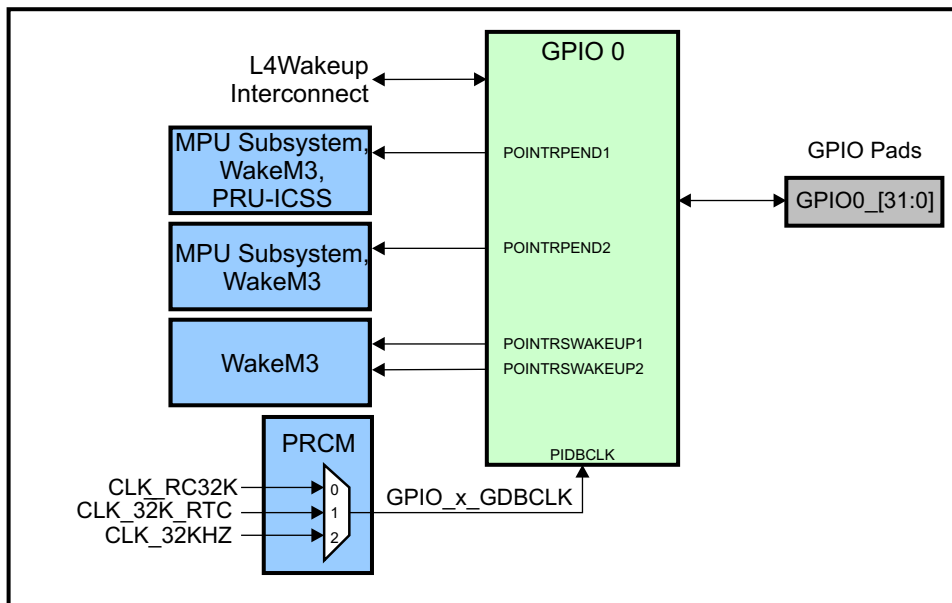 GPIO 0
L4Wakeup
Interconnect
MPU Subsystem,
WakeM3,
PRU-ICSS
POINTRPEND1
GPIO Pads
GPIO0_[31:0]
MPU Subsystem,
WakeM3
POINTRPEND2
WakeM3
POINTRSWAKEUP1
POINTRSWAKEUP2
PRCM
PIDBCLK
CLK_RC32K
0
GPIO_x_GDBCLK
CLK_32K_RTC
1
CLK_32KHZ
2